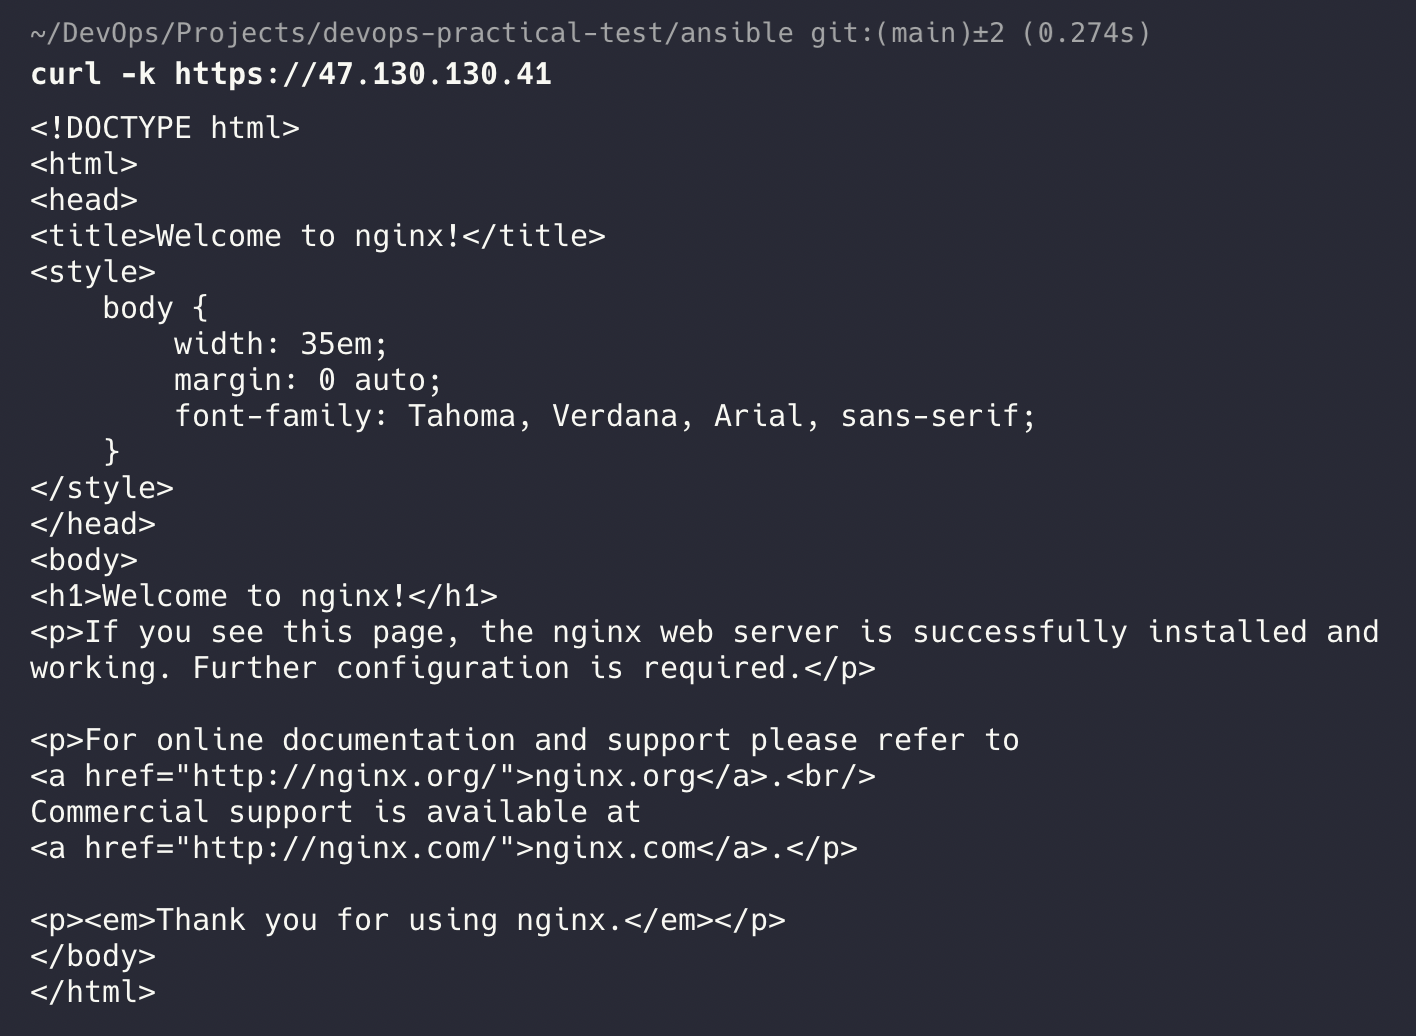 ~/DevOps/Projects/devops-practical-test/ansible git:(main)±2 (0.274s)
curl -k https://47.130.130.41
<!DOCTYPE html>
<html>
<head>
<title>Welcome to nginx!</title>
<style>
    body {
        width: 35em;
        margin: 0 auto;
        font-family: Tahoma, Verdana, Arial, sans-serif;
    }
</style>
</head>
<body>
<h1>Welcome to nginx!</h1>
<p>If you see this page, the nginx web server is successfully installed and
working. Further configuration is required.</p>

<p>For online documentation and support please refer to
<a href="http://nginx.org/">nginx.org</a>.<br/>
Commercial support is available at
<a href="http://nginx.com/">nginx.com</a>.</p>

<p><em>Thank you for using nginx.</em></p>
</body>
</html>